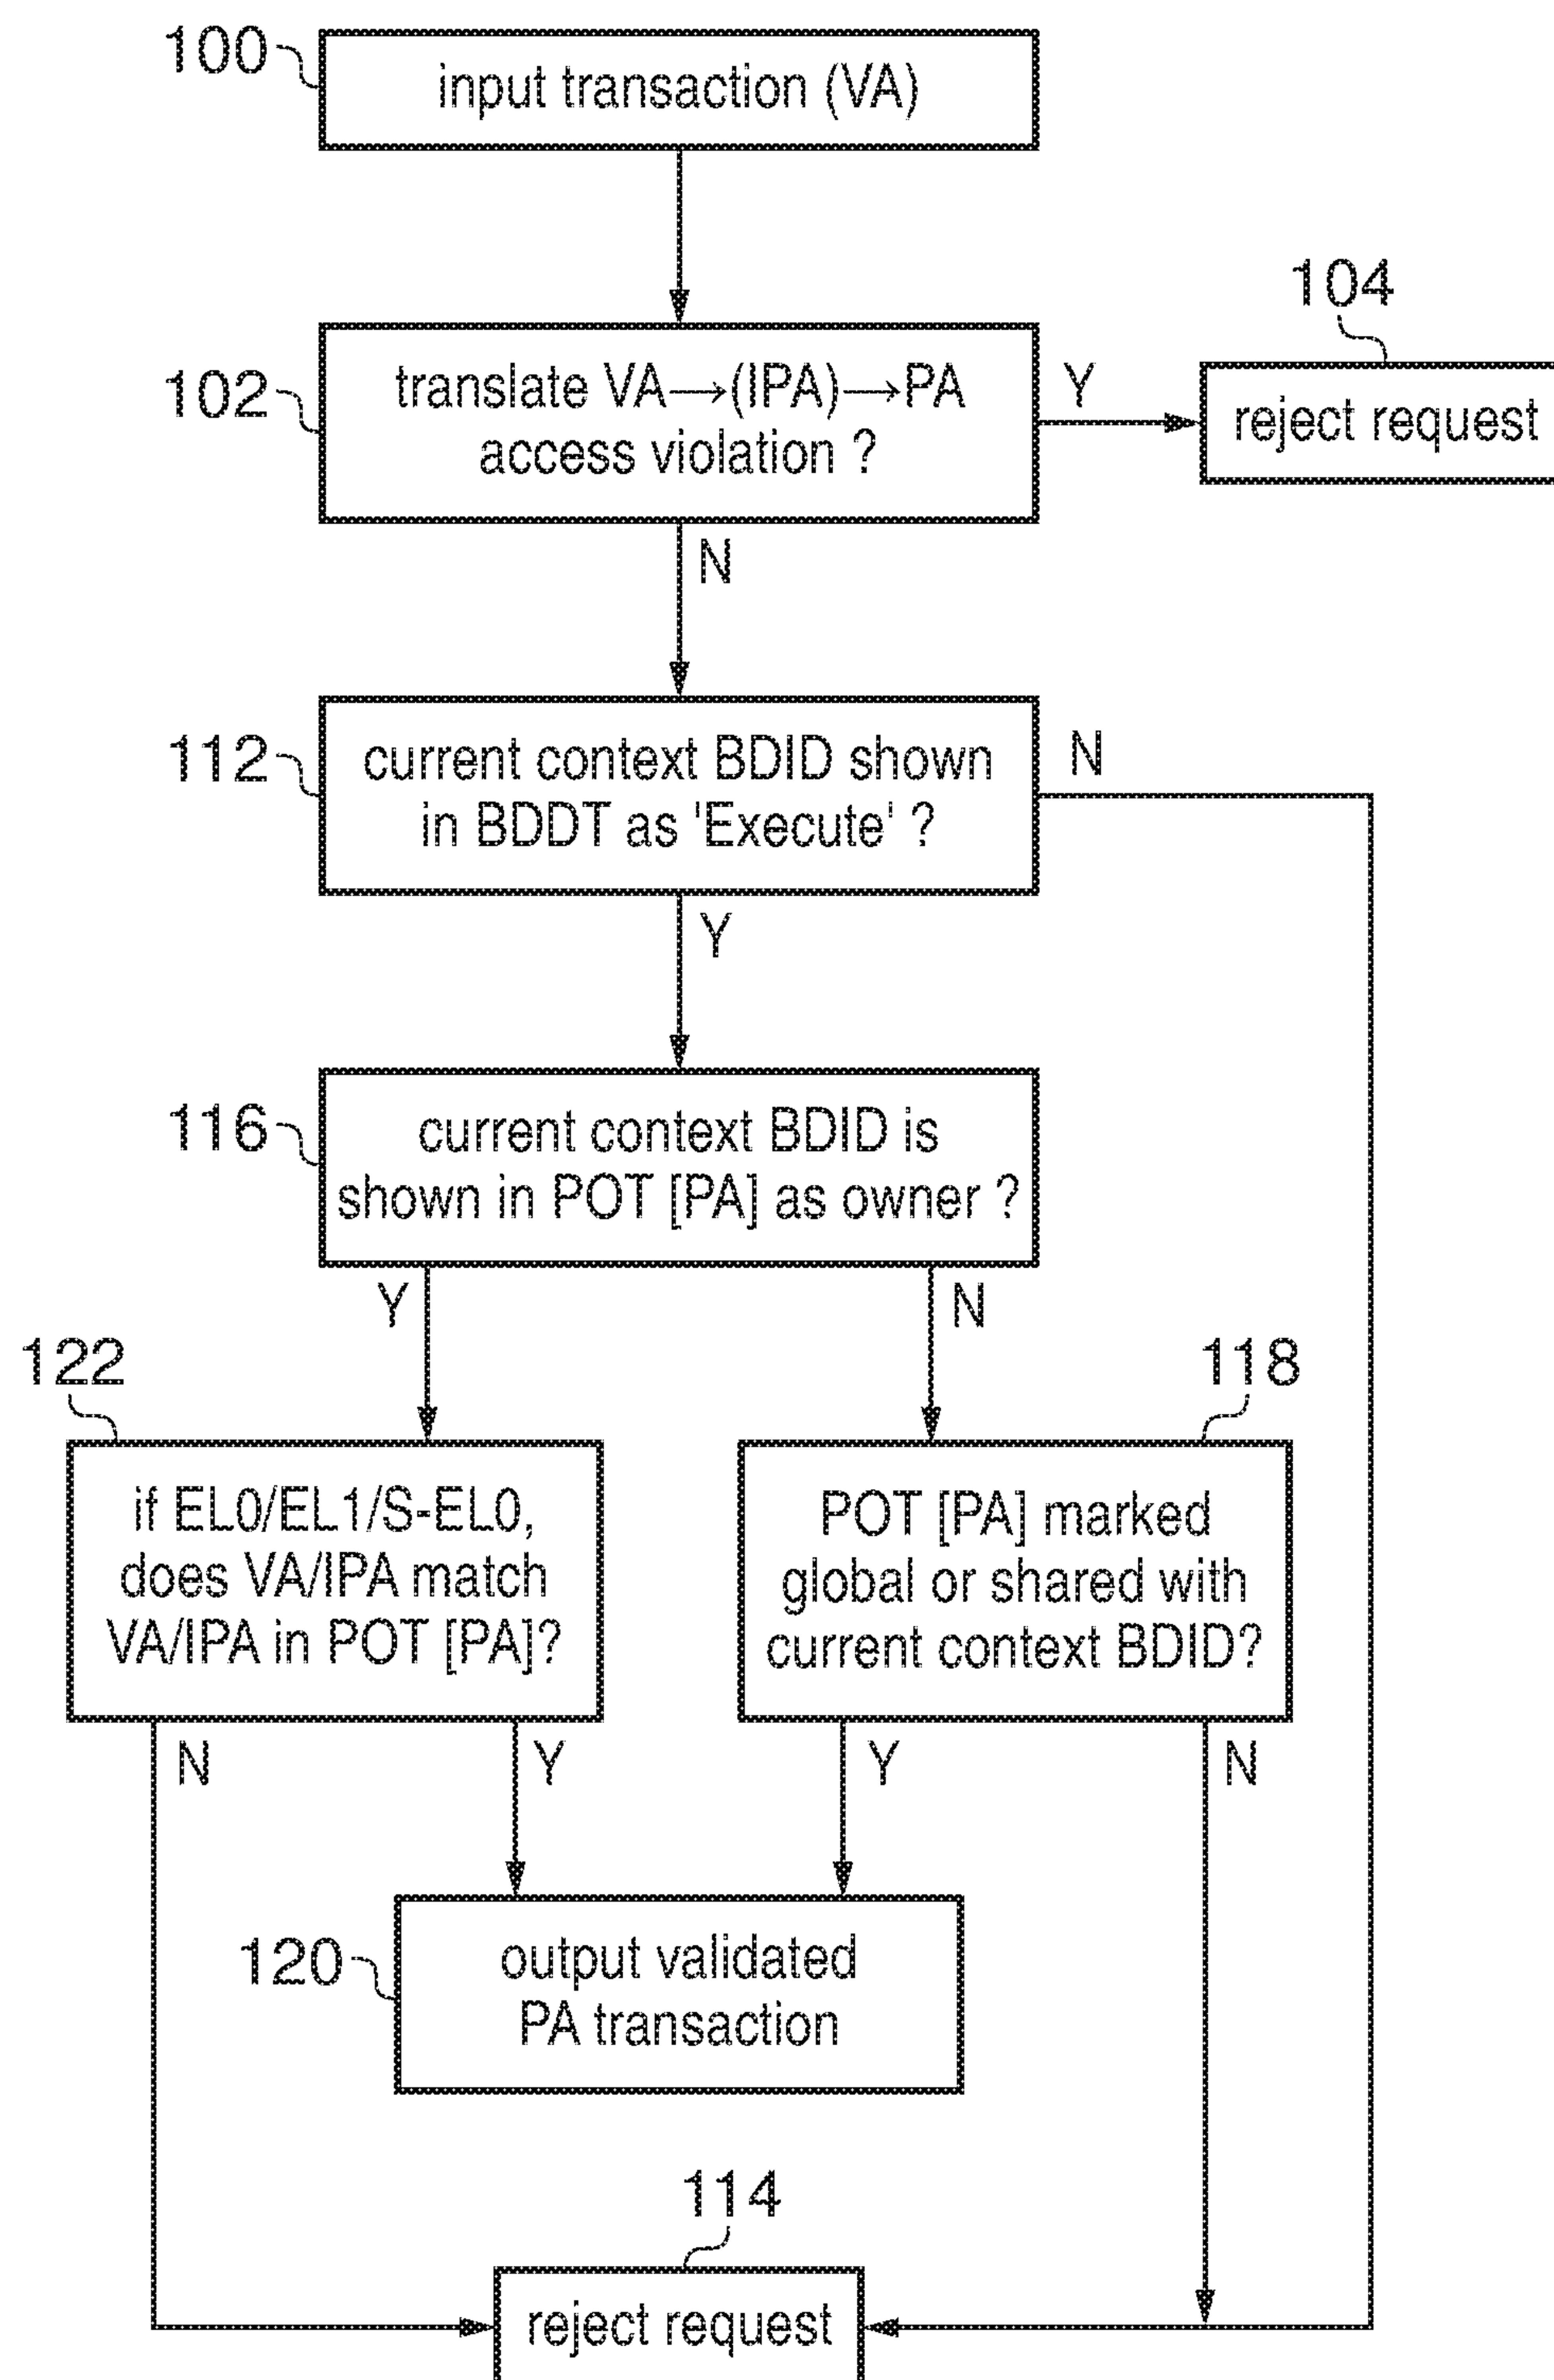 100
input transaction (VA)
104
102
translate VA→(IPA)→PA
access violation ?
Y
reject request
N
112
current context BDID shown
in BDDT as 'Execute' ?
N
Y
116
current context BDID is
shown in POT [PA] as owner ?
Y
N
122
118
if EL0/EL1/S-EL0,
does VA/IPA match
VA/IPA in POT [PA]?
POT [PA] marked
global or shared with
current context BDID?
N
Y
Y
N
120
output validated
PA transaction
114
reject request